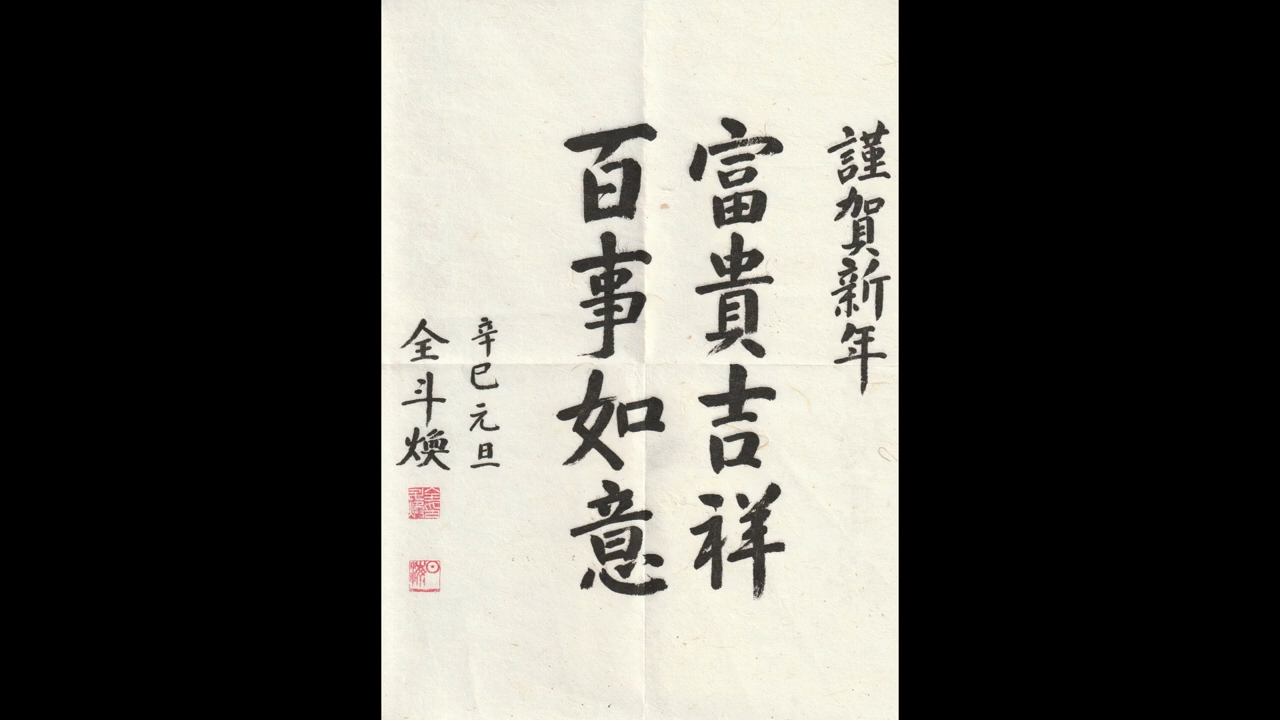 謹賀新年
富貴吉祥
百事如意
辛巳元旦
全斗煥